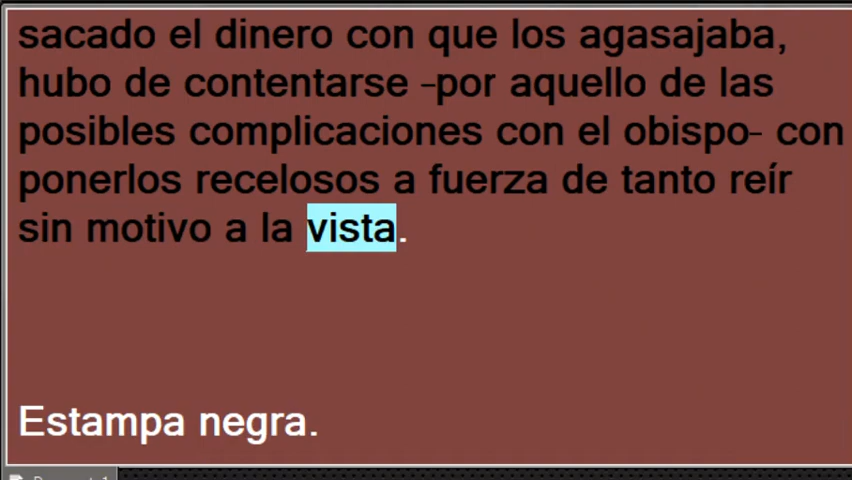 sacado el dinero con que los agasajaba,
hubo de contentarse –por aquello de las
posibles complicaciones con el obispo– con
ponerlos recelosos a fuerza de tanto reír
sin motivo a la vista.
Estampa negra.